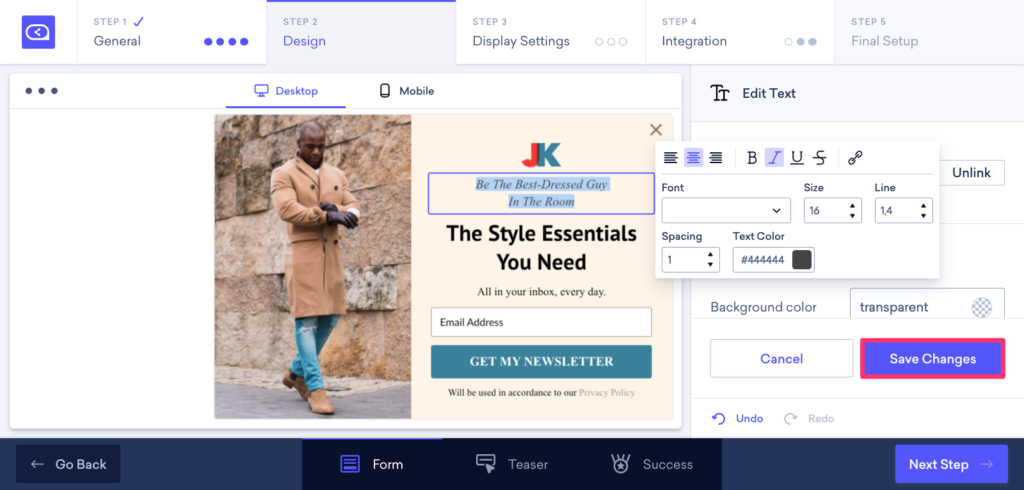 STEP 1
General
STEP 2
Design
STEP 3
Display Settings
STEP 4
Integration
STEP 5
Final Setup
Desktop
Mobile
JK
Be The Best-Dressed Guy
In The Room
The Style Essentials
You Need
All in your inbox, every day.
Email Address
GET MY NEWSLETTER
Will be used in accordance to our Privacy Policy
Tt Edit Text
B I U S
Unlink
Font
Size
Line
16
1,4
Spacing
Text Color
1
#444444
Background color
transparent
Cancel
Save Changes
Undo
Redo
Go Back
Form
Teaser
Success
Next Step